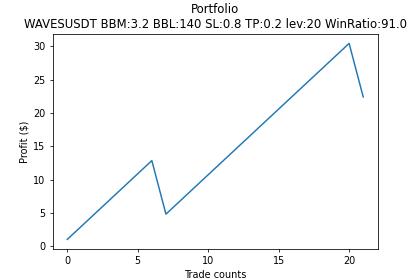 Portfolio
WAVESUSDT BBM:3.2 BBL:140 SL:0.8 TP:0.2 lev:20 WinRatio:91.0
30
25
20
15
10
5
0
Profit ($)
0 5 10 15 20
Trade counts